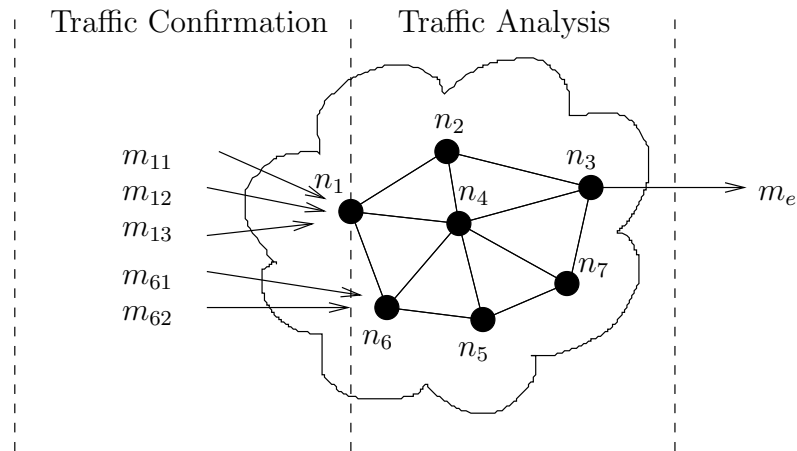 Traffic Confirmation
Traffic Analysis
n₂
n₃
m₁₁
n₁
m₁₂
n₄
mₑ
m₁₃
m₆₁
n₇
m₆₂
n₆
n₅